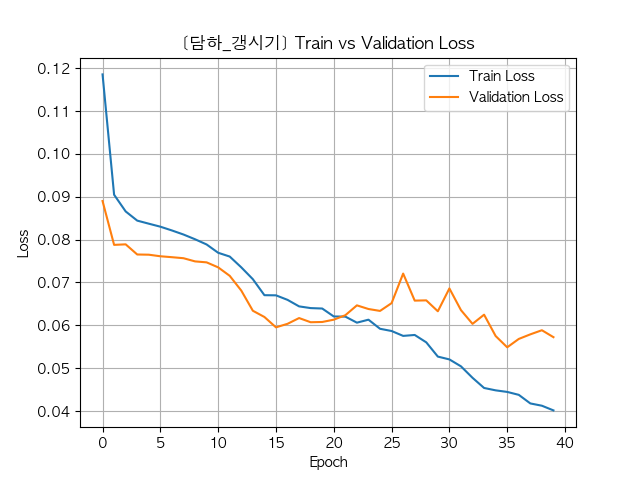 [담하_갱시기] Train vs Validation Loss
Train Loss
Validation Loss
Loss
0.12
0.11
0.10
0.09
0.08
0.07
0.06
0.05
0.04
0 5 10 15 20 25 30 35 40
Epoch